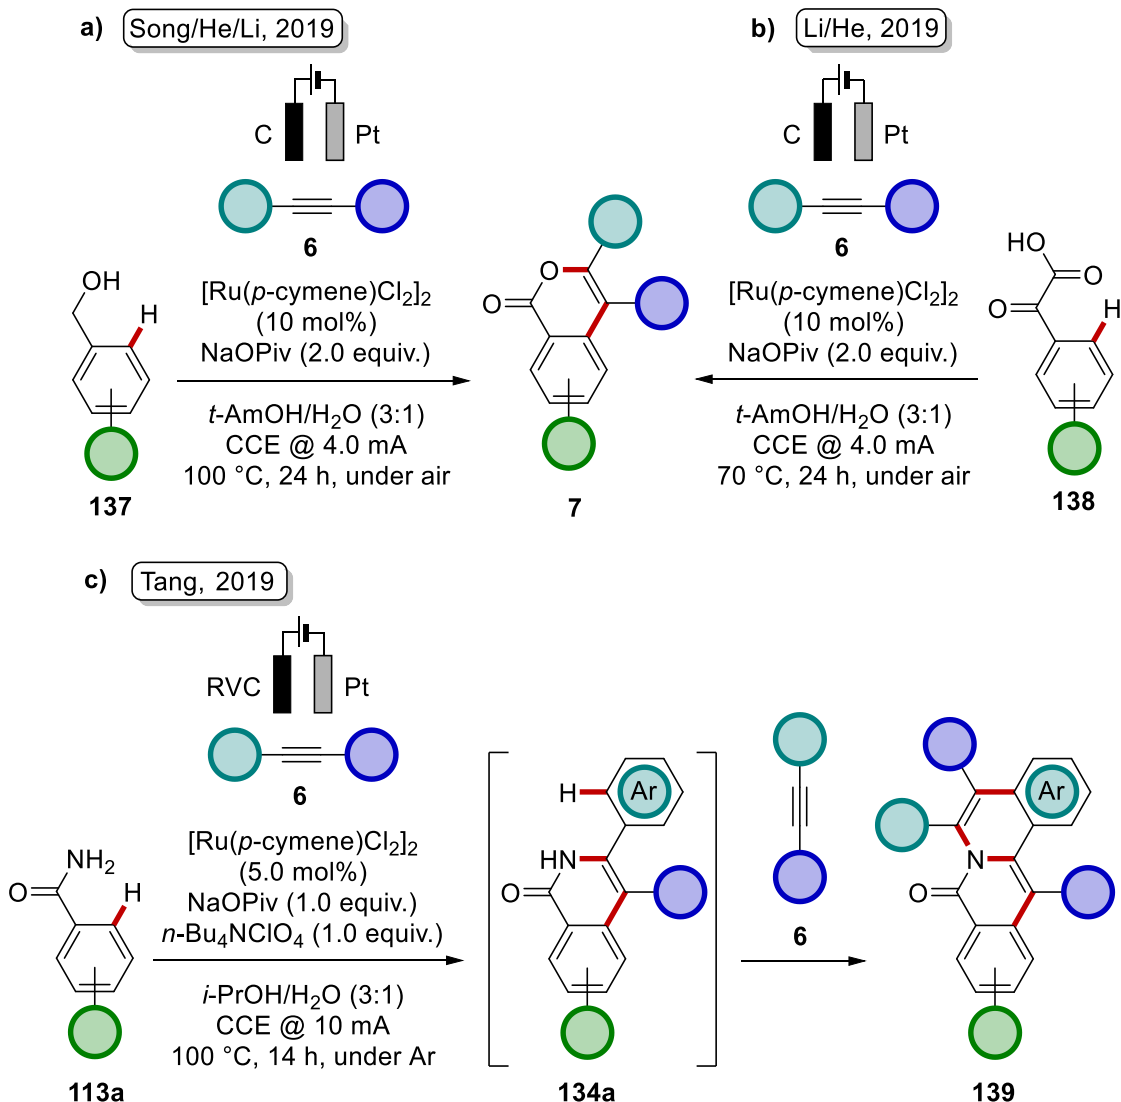 a) Song/He/Li, 2019
C Pt
6
OH
H
[Ru(p-cymene)Cl2]2
(10 mol%)
NaOPiv (2.0 equiv.)
t-AmOH/H2O (3:1)
CCE @ 4.0 mA
100 °C, 24 h, under air
137
O
O
7
b) Li/He, 2019
C Pt
6
[Ru(p-cymene)Cl2]2
(10 mol%)
NaOPiv (2.0 equiv.)
t-AmOH/H2O (3:1)
CCE @ 4.0 mA
70 °C, 24 h, under air
HO
O
O
H
138
c) Tang, 2019
RVC Pt
6
NH2
O
H
[Ru(p-cymene)Cl2]2
(5.0 mol%)
NaOPiv (1.0 equiv.)
n-Bu4NClO4 (1.0 equiv.)
i-PrOH/H2O (3:1)
CCE @ 10 mA
100 °C, 14 h, under Ar
113a
H Ar
HN
O
134a
6
Ar
N
O
139